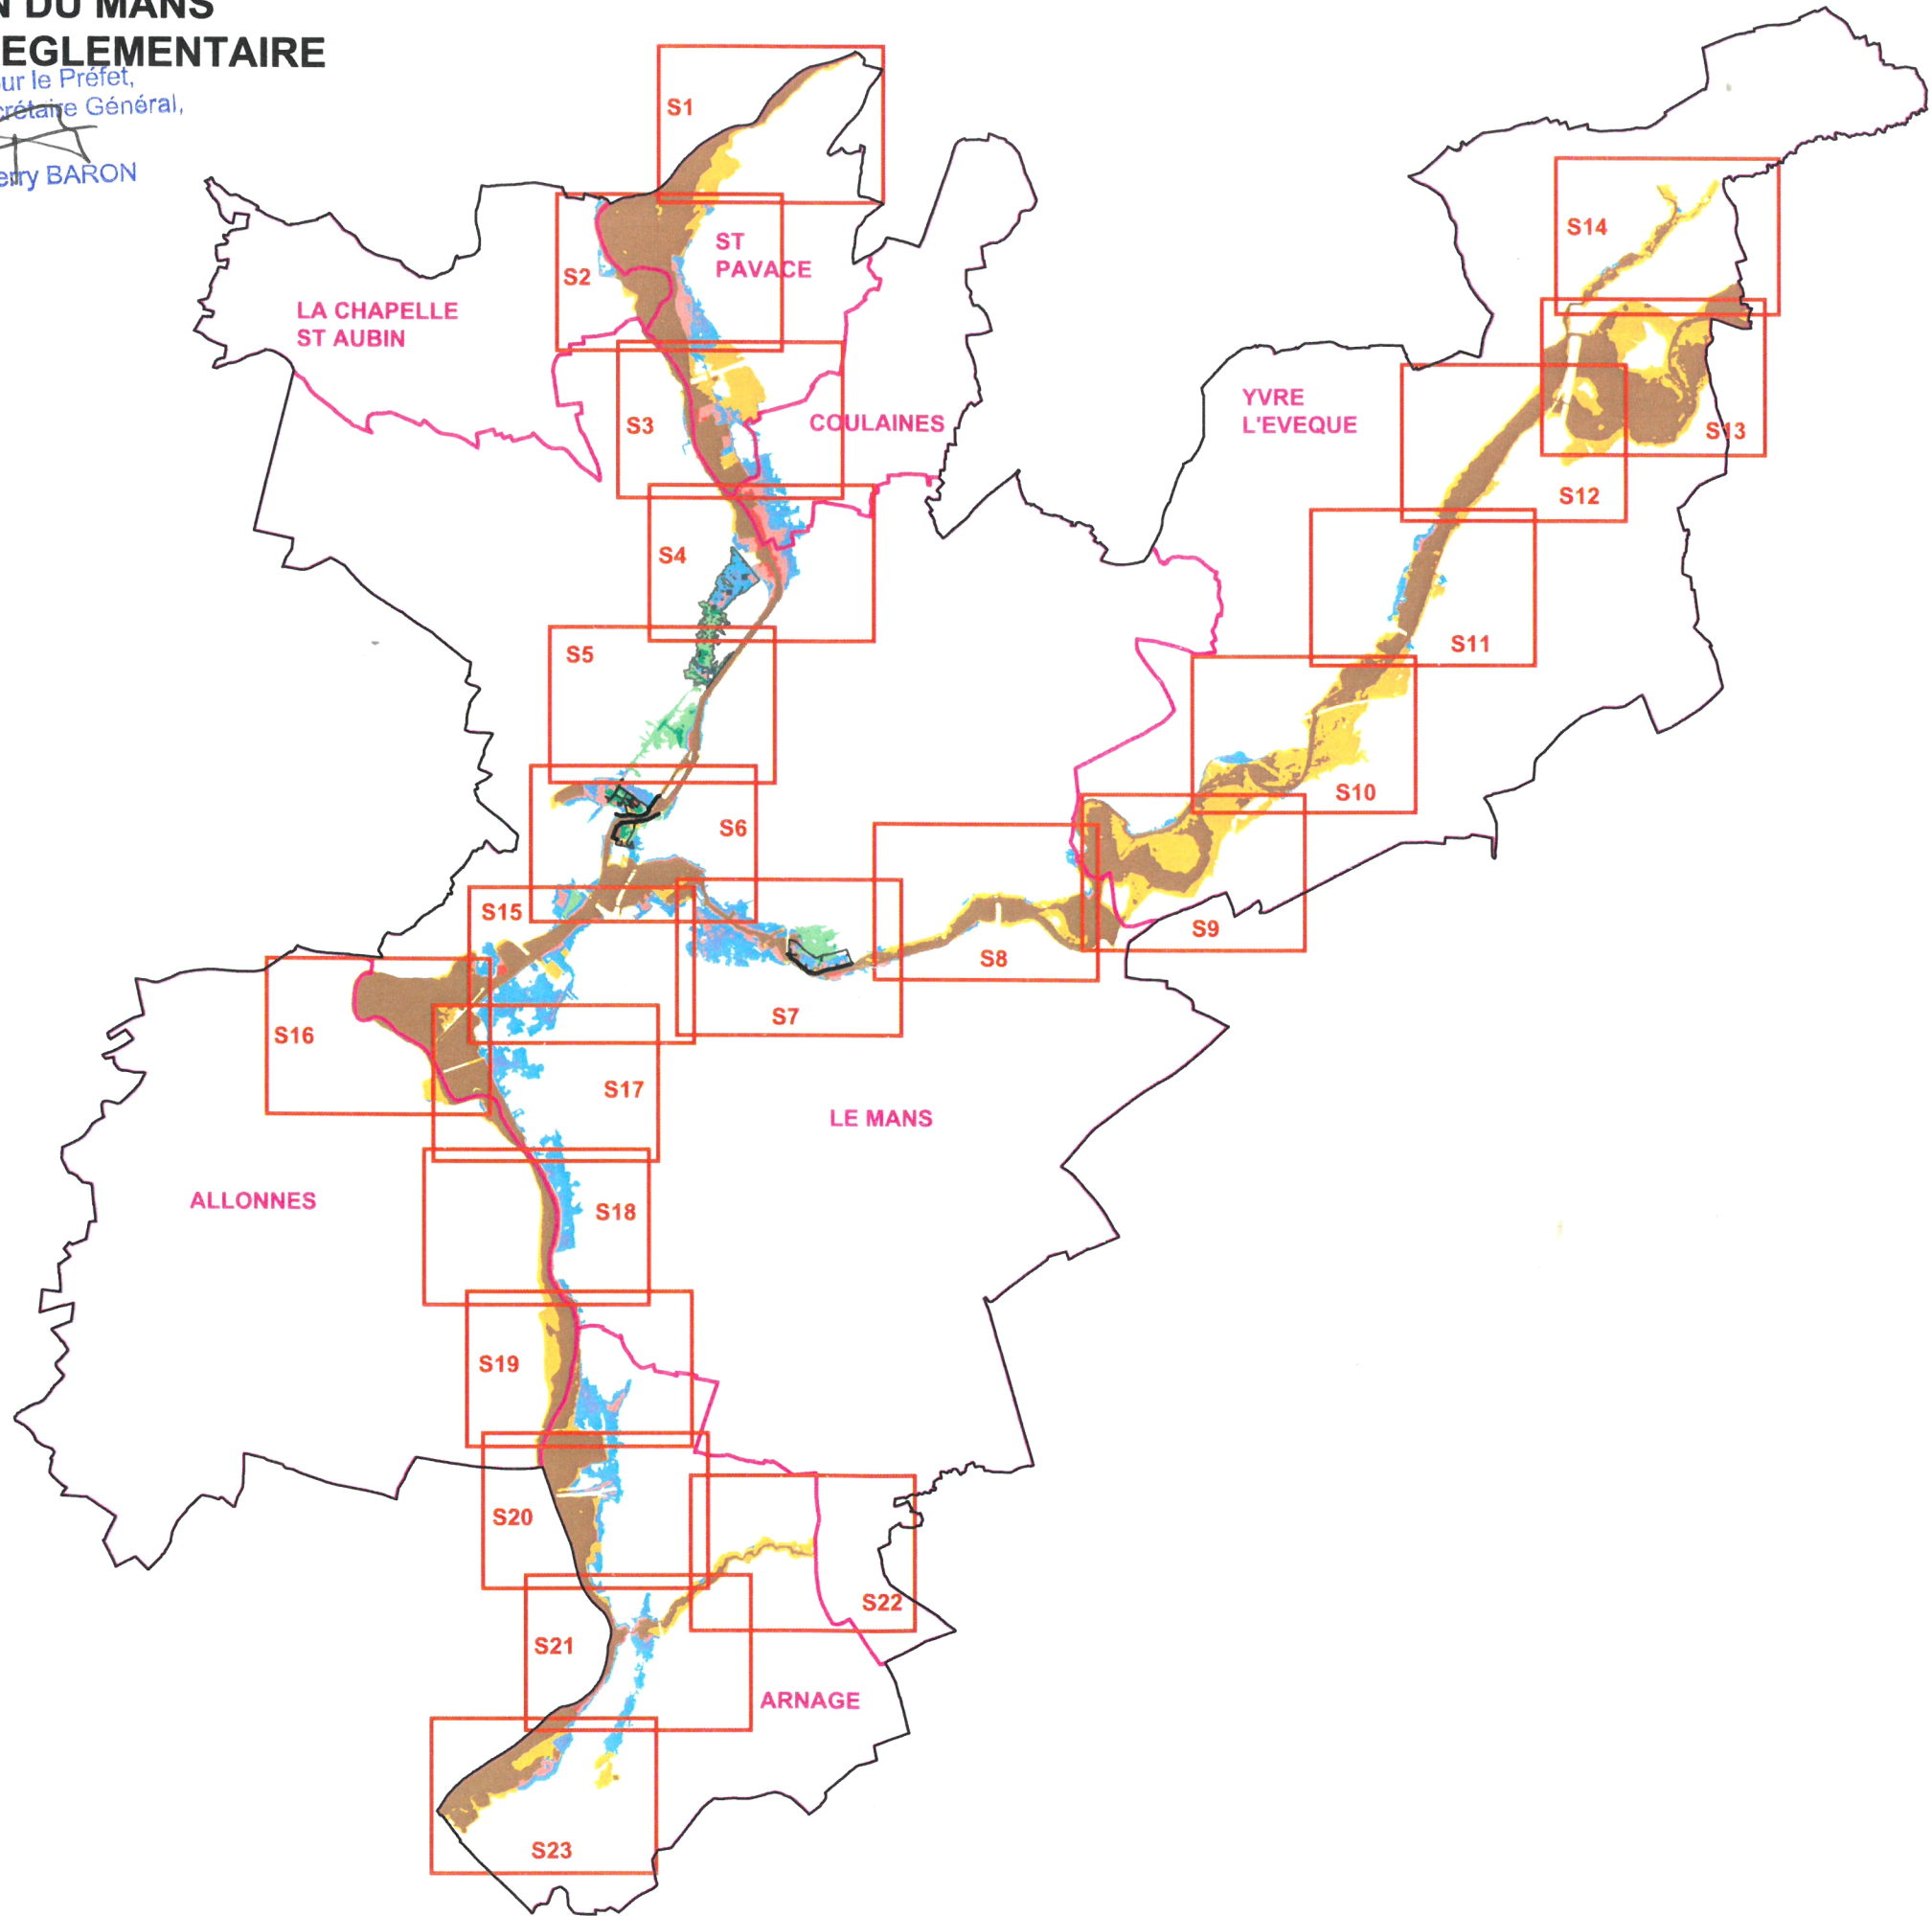 DU MANS
EGLEMENTAIRE
ur le Préfet,
crétaire Général,
erry BARON
S1
S2
ST
PAVACE
LA CHAPELLE
ST AUBIN
S3
COULAINES
S4
S5
S6
S7
S8
S9
S10
S11
S12
S13
S14
YVRE
L'EVEQUE
S15
S16
S17
LE MANS
ALLONNES
S18
S19
S20
S21
S22
ARNAGE
S23